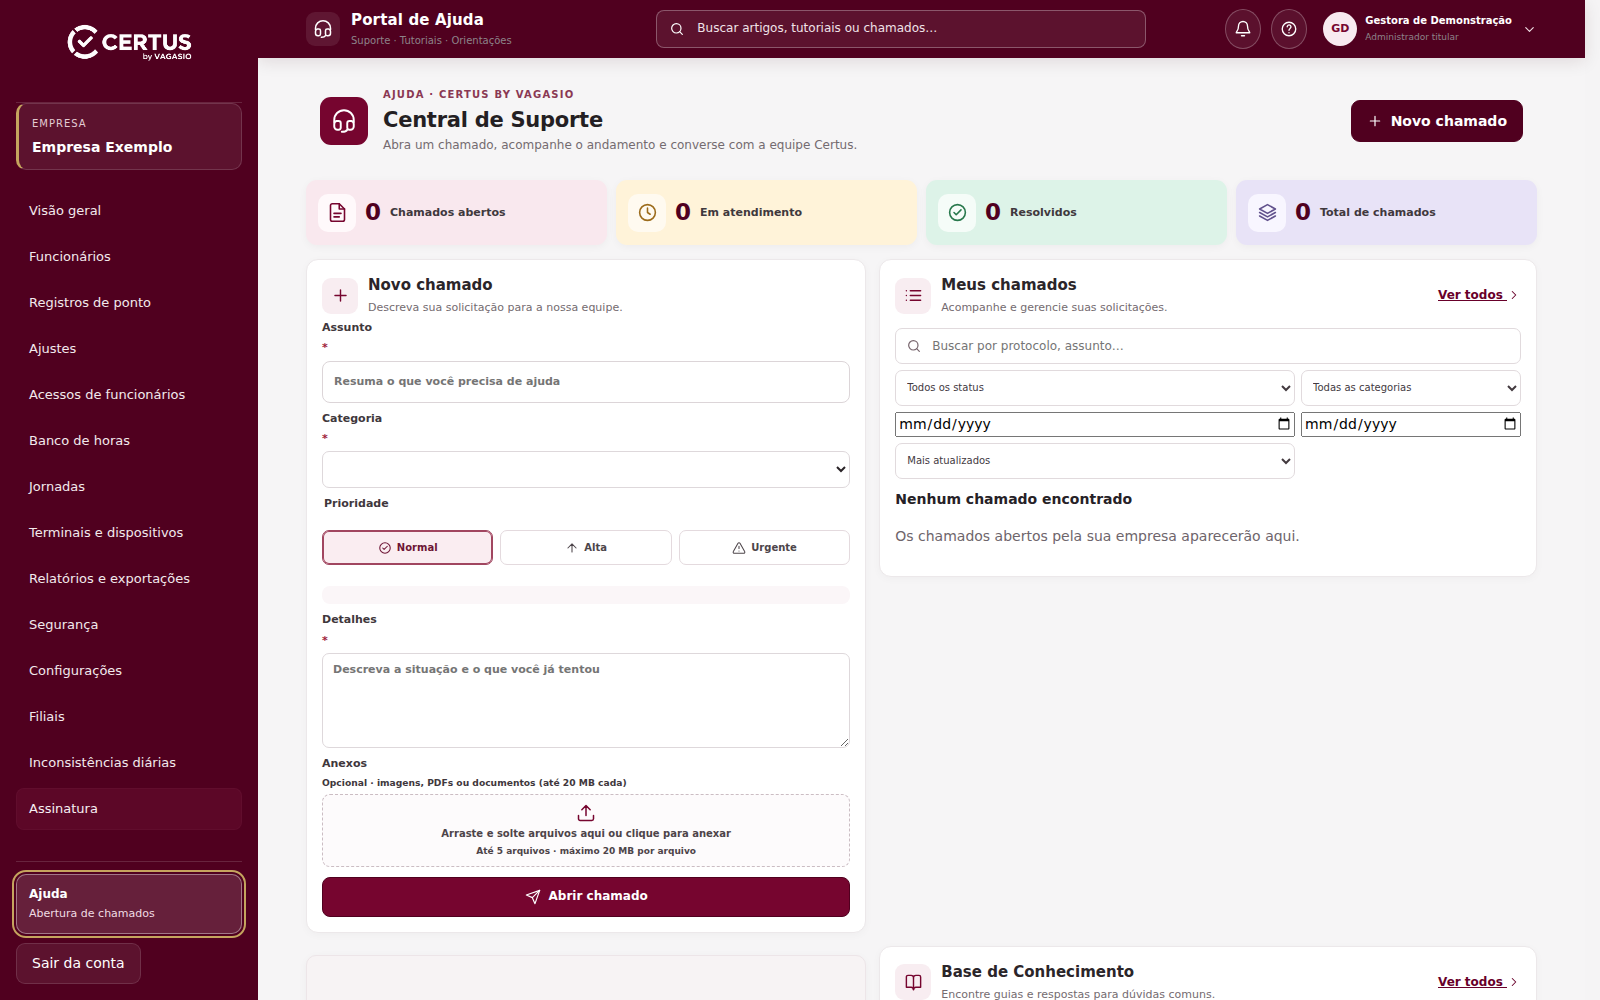 CERTUS
by VAGASIO
EMPRESA
Empresa Exemplo
Visão geral
Funcionários
Registros de ponto
Ajustes
Acessos de funcionários
Banco de horas
Jornadas
Terminais e dispositivos
Relatórios e exportações
Segurança
Configurações
Filiais
Inconsistências diárias
Assinatura
Ajuda
Abertura de chamados
Sair da conta
Portal de Ajuda
Suporte · Tutoriais · Orientações
Buscar artigos, tutoriais ou chamados...
GD
Gestora de Demonstração
Administrador titular
AJUDA · CERTUS BY VAGASIO
Central de Suporte
Abra um chamado, acompanhe o andamento e converse com a equipe Certus.
Novo chamado
0 Chamados abertos
0 Em atendimento
0 Resolvidos
0 Total de chamados
Novo chamado
Descreva sua solicitação para a nossa equipe.
Assunto
*
Resuma o que você precisa de ajuda
Categoria
*
Prioridade
Normal
Alta
Urgente
Detalhes
*
Descreva a situação e o que você já tentou
Anexos
Opcional · imagens, PDFs ou documentos (até 20 MB cada)
Arraste e solte arquivos aqui ou clique para anexar
Até 5 arquivos · máximo 20 MB por arquivo
Abrir chamado
Meus chamados
Acompanhe e gerencie suas solicitações.
Ver todos
Buscar por protocolo, assunto...
Todos os status
Todas as categorias
mm/dd/yyyy
mm/dd/yyyy
Mais atualizados
Nenhum chamado encontrado
Os chamados abertos pela sua empresa aparecerão aqui.
Base de Conhecimento
Encontre guias e respostas para dúvidas comuns.
Ver todos